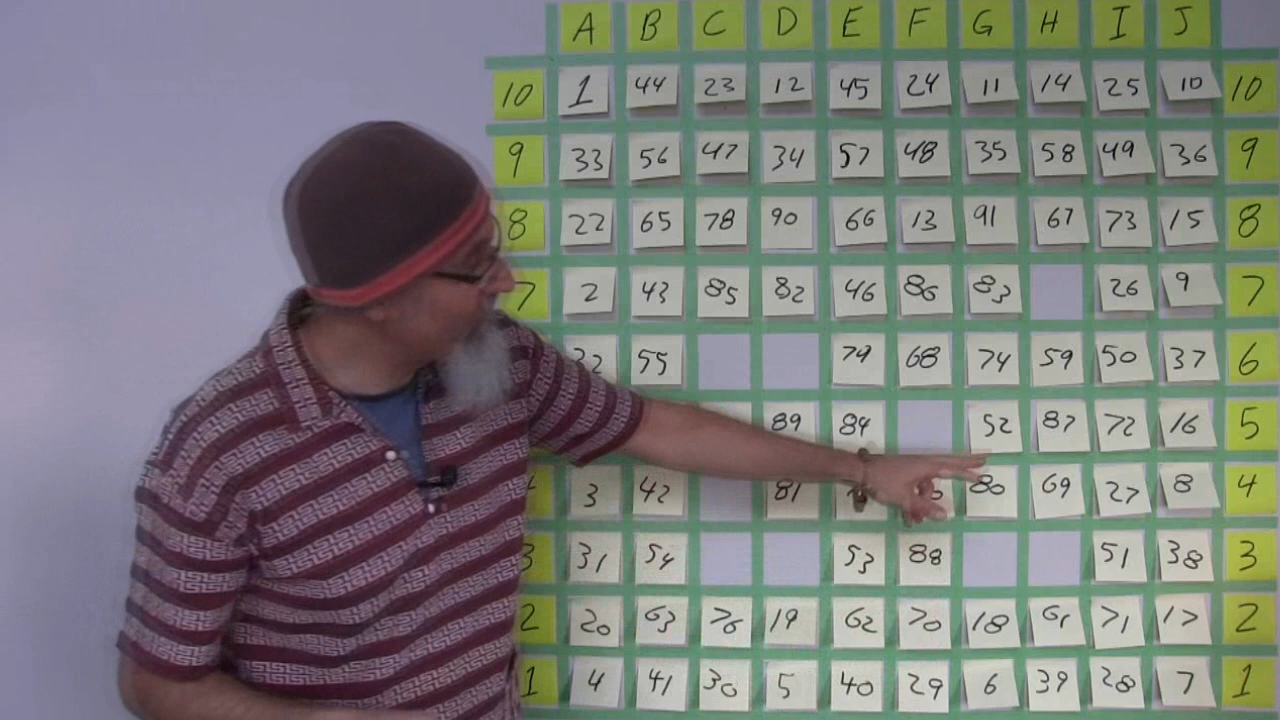 A B C D E F G H I J
10 1 44 23 12 45 24 11 14 25 10 10
9 33 56 47 34 57 48 35 58 49 36 9
8 22 65 78 90 66 13 91 67 73 15 8
7 2 43 85 82 46 86 83 26 9 7
55 79 68 74 59 50 37 6
89 84 52 87 72 16 5
3 42 81 80 69 27 8 4
3 31 54 53 88 51 38 3
2 20 63 76 19 62 70 18 61 71 17 2
1 4 41 30 5 40 29 6 39 28 7 1